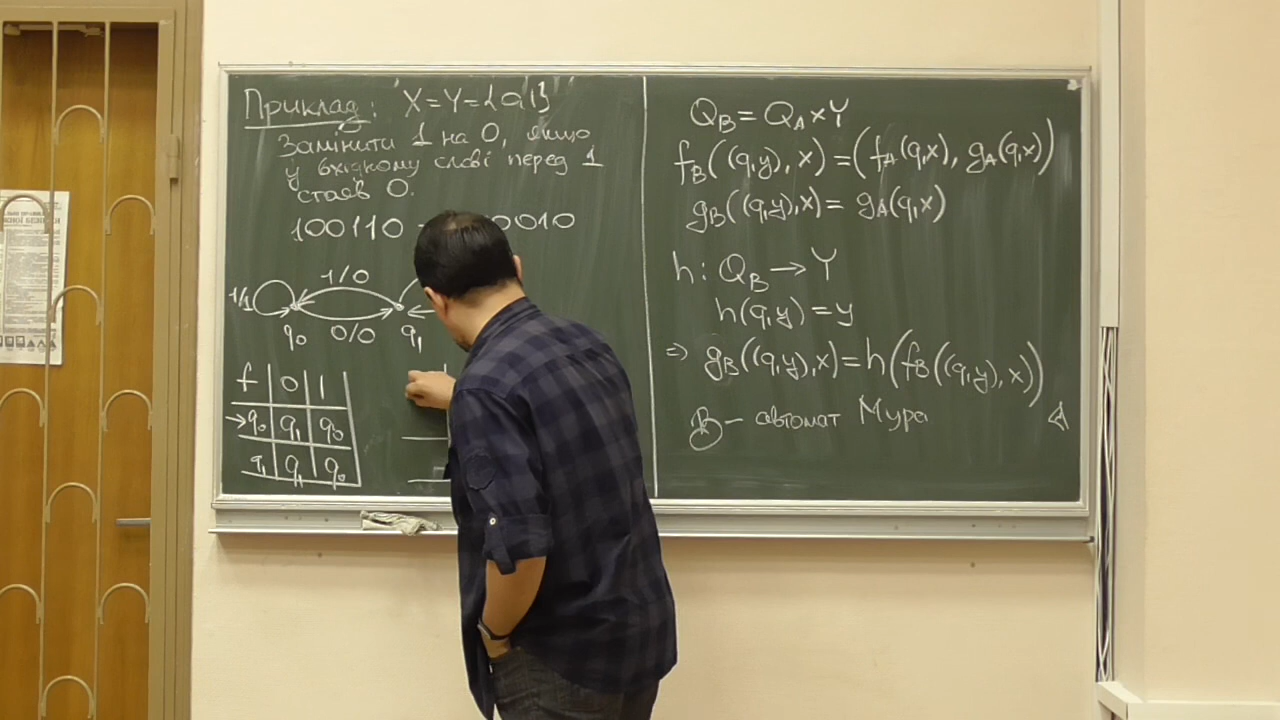 Приклад: X=Y={0,1}
Замінити 1 на 0, якщо
у вхідному слові перед 1
стояв 0.
100110 0010
1/1 1/0
q₀ 0/0 q₁
f 0 1
→q₀ q₁ q₀
q₁ q₁ q₀
Q_B = Q_A × Y
f_B((q,y), x) = (f_A(q,x), g_A(q,x))
g_B((q,y),x) = g_A(q,x)
h: Q_B → Y
h(q,y) = y
⇒ g_B((q,y),x) = h(f_B((q,y),x))
B – автомат Мура ◁